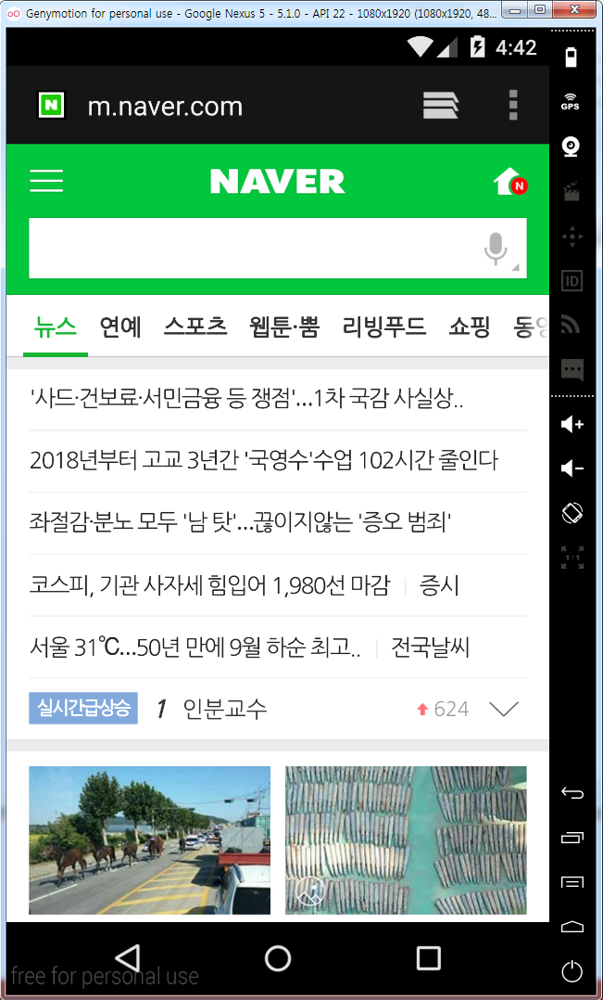 Genymotion for personal use - Google Nexus 5 - 5.1.0 - API 22 - 1080x1920 (1080x1920, 48...
4:42
GPS
N m.naver.com
NAVER
N
ID
뉴스 연예 스포츠 웹툰·뿜 리빙푸드 쇼핑
'사드·건보료·서민금융 등 쟁점'...1차 국감 사실상..
2018년부터 고교 3년간 '국영수'수업 102시간 줄인다
좌절감·분노 모두 '남 탓'...끊이지않는 '증오 범죄'
1:1
코스피, 기관 사자세 힘입어 1,980선 마감 증시
서울 31℃...50년 만에 9월 하순 최고.. 전국날씨
실시간급상승 1 인분교수 624
free for personal use